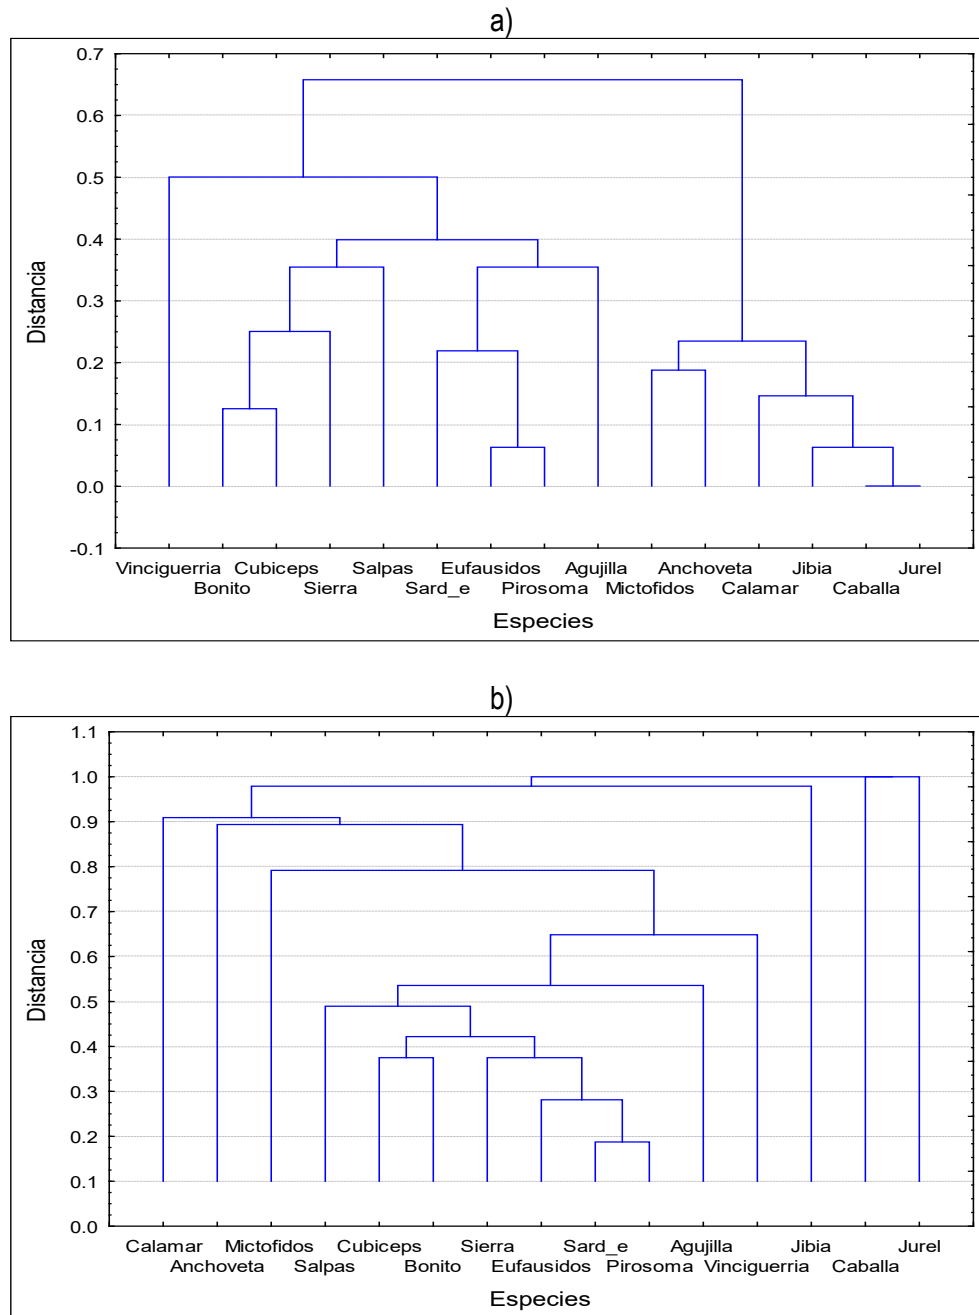 a)
0.7
0.6
0.5
0.4
0.3
0.2
0.1
0.0
-0.1
Distancia
Vinciguerria Cubiceps Salpas Eufausidos Agujilla Anchoveta Jibia Jurel
Bonito Sierra Sard_e Pirosoma Mictofidos Calamar Caballa
Especies
b)
1.1
1.0
0.9
0.8
0.7
0.6
0.5
0.4
0.3
0.2
0.1
0.0
Distancia
Calamar Mictofidos Cubiceps Sierra Sard_e Agujilla Jibia Jurel
Anchoveta Salpas Bonito Eufausidos Pirosoma Vinciguerria Caballa
Especies